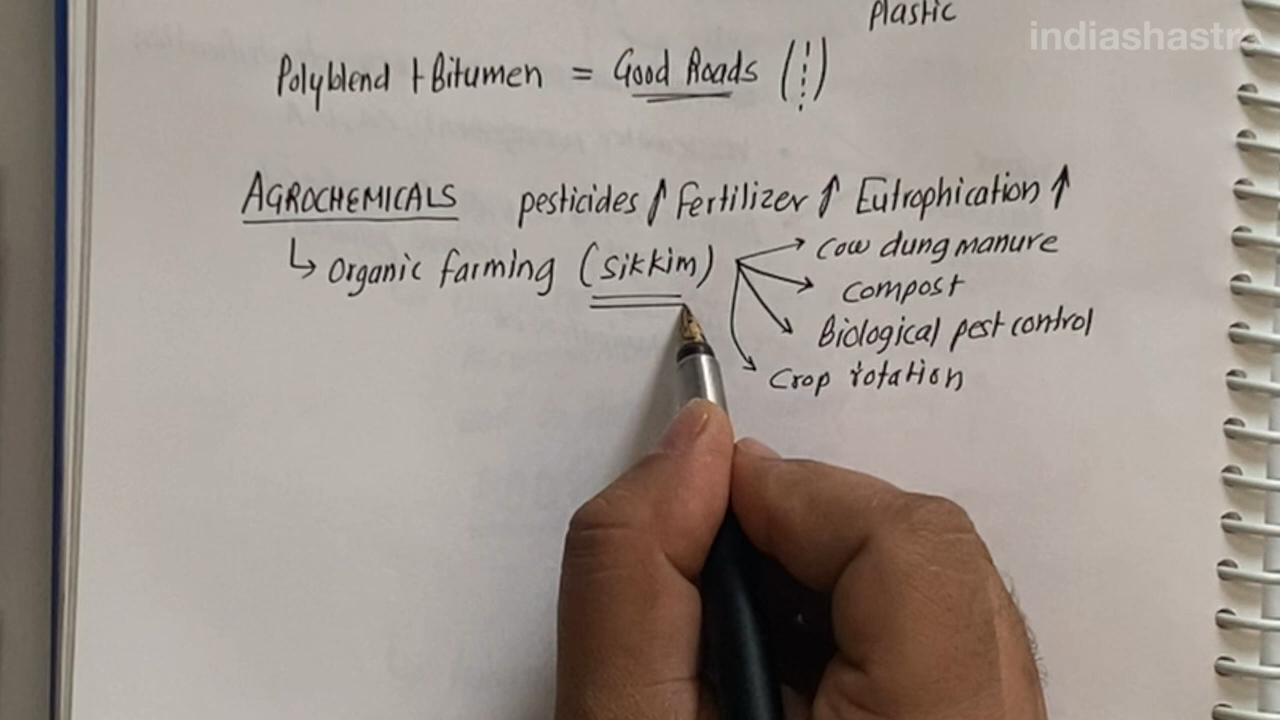 Plastic
indiashastra
Polyblend + Bitumen = Good Roads ( )
AGROCHEMICALS pesticides ↑ Fertilizer ↑ Eutrophication ↑
↳ Organic farming (Sikkim)
→ Cow dung manure
→ compost
→ Biological pest control
→ Crop rotation